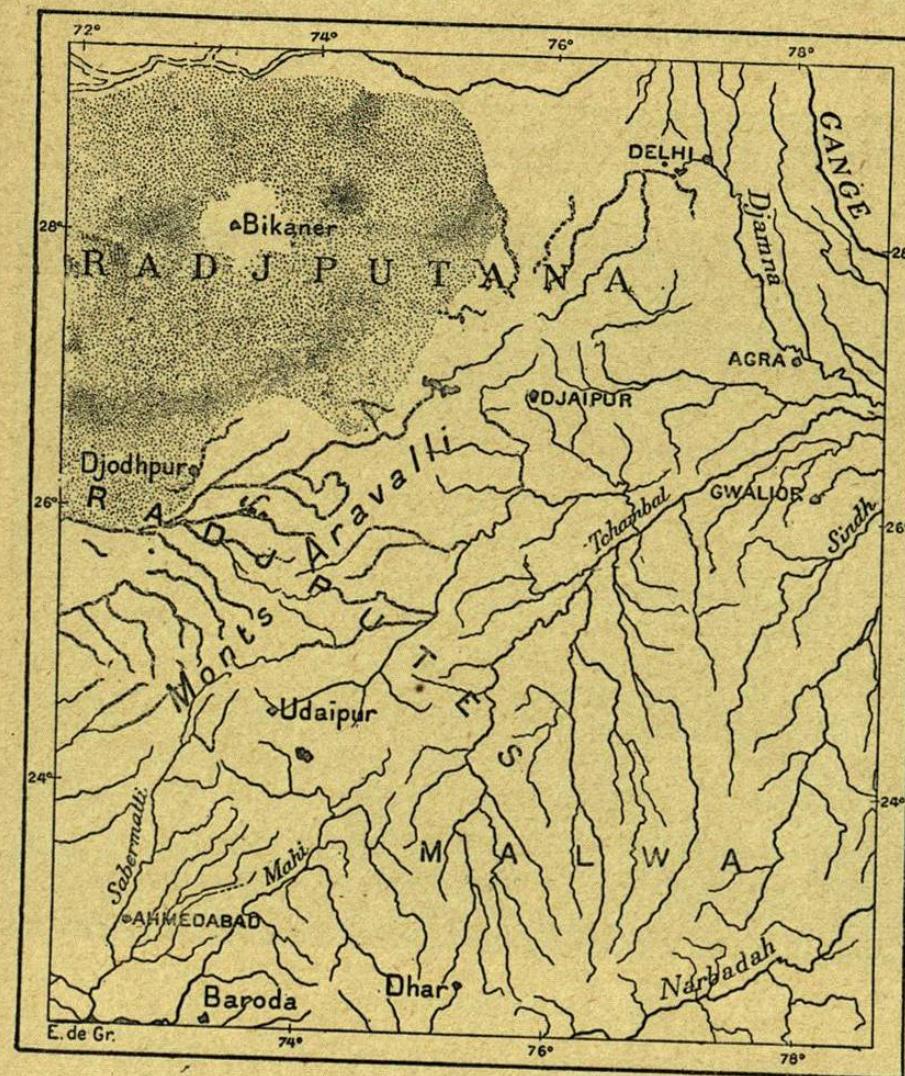 72° 74° 76° 78°
GANGE
DELHI
Djamna
28° Bikaner
28
RADJPUTANA
AGRA
DJAIPUR
Djodhpur
26°
RADJPUTES
Monts Aravalli
Tchambal
GWALIOR
Sindh
26°
Udaipur
24°
24°
Sabermatti.
MALWA
Mahi
AHMEDABAD
Narbadah
Dhar
Baroda
E. de Gr.
74° 76° 78°